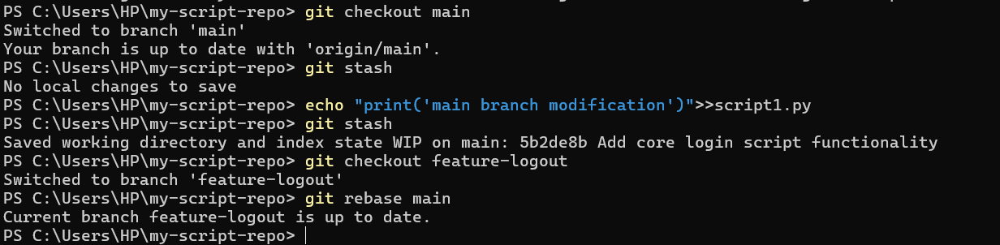 PS C:\Users\HP\my-script-repo> git checkout main
Switched to branch 'main'
Your branch is up to date with 'origin/main'.
PS C:\Users\HP\my-script-repo> git stash
No local changes to save
PS C:\Users\HP\my-script-repo> echo "print('main branch modification')">>script1.py
PS C:\Users\HP\my-script-repo> git stash
Saved working directory and index state WIP on main: 5b2de8b Add core login script functionality
PS C:\Users\HP\my-script-repo> git checkout feature-logout
Switched to branch 'feature-logout'
PS C:\Users\HP\my-script-repo> git rebase main
Current branch feature-logout is up to date.
PS C:\Users\HP\my-script-repo>